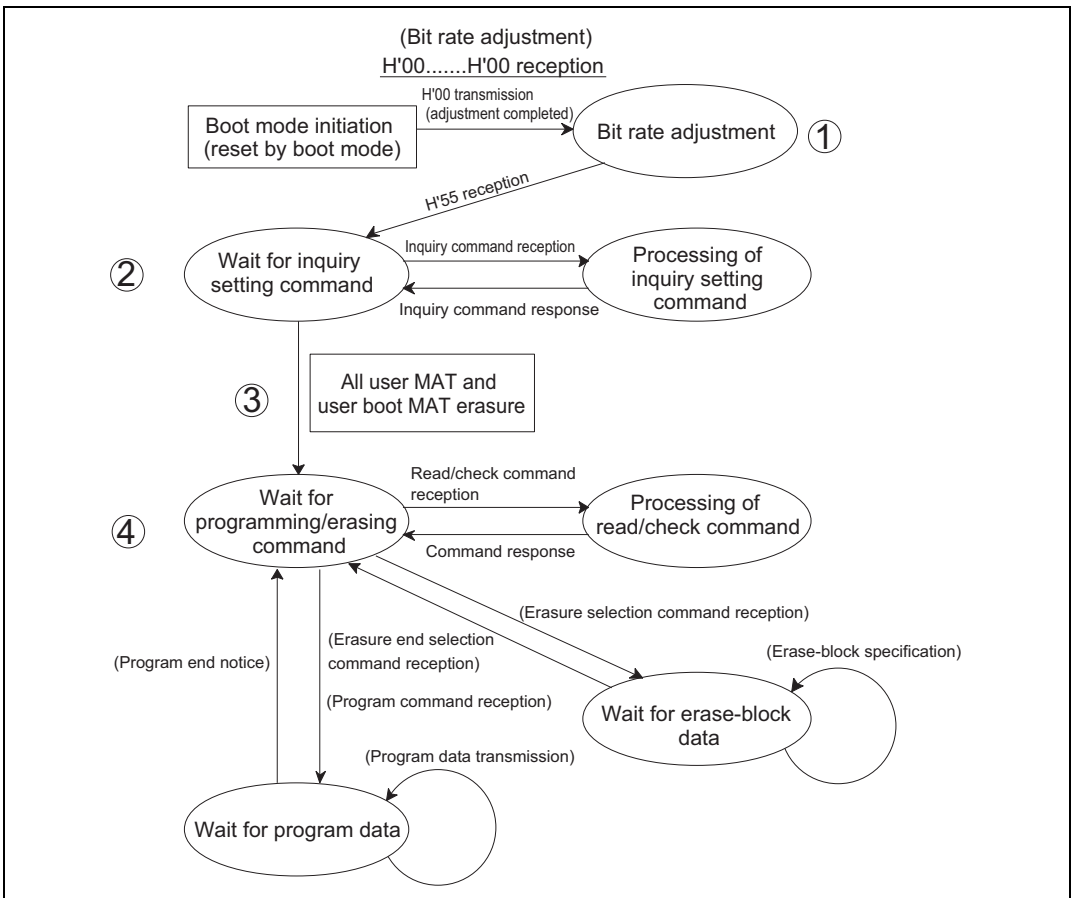 (Bit rate adjustment)
H'00.......H'00 reception
H'00 transmission
(adjustment completed)
Boot mode initiation
(reset by boot mode)
Bit rate adjustment
1
H'55 reception
2
Wait for inquiry
setting command
Inquiry command reception
Processing of
inquiry setting
command
Inquiry command response
3
All user MAT and
user boot MAT erasure
4
Wait for
programming/erasing
command
Read/check command
reception
Processing of
read/check command
Command response
(Erasure selection command reception)
(Program end notice)
(Erasure end selection
command reception)
(Program command reception)
(Erase-block specification)
Wait for erase-block
data
(Program data transmission)
Wait for program data